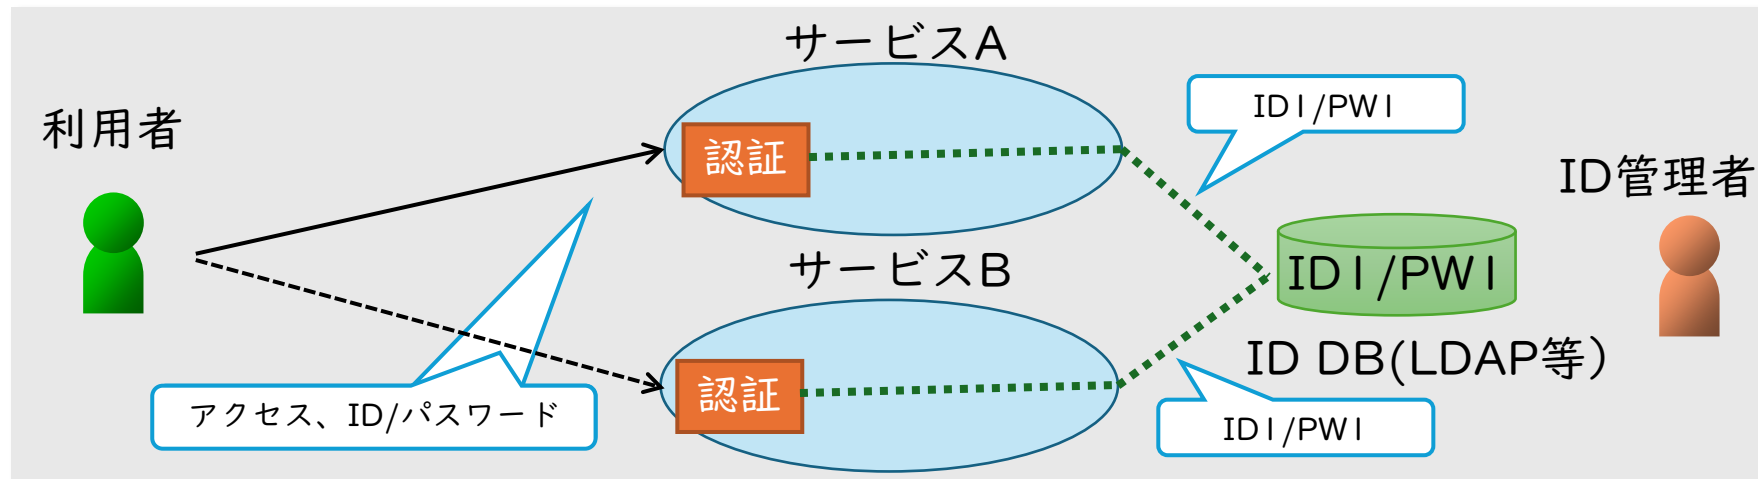 サービスA
利用者
認証
ID1/PW1
ID管理者
サービスB
ID1/PW1
ID DB(LDAP等）
認証
アクセス、ID/パスワード
ID1/PW1